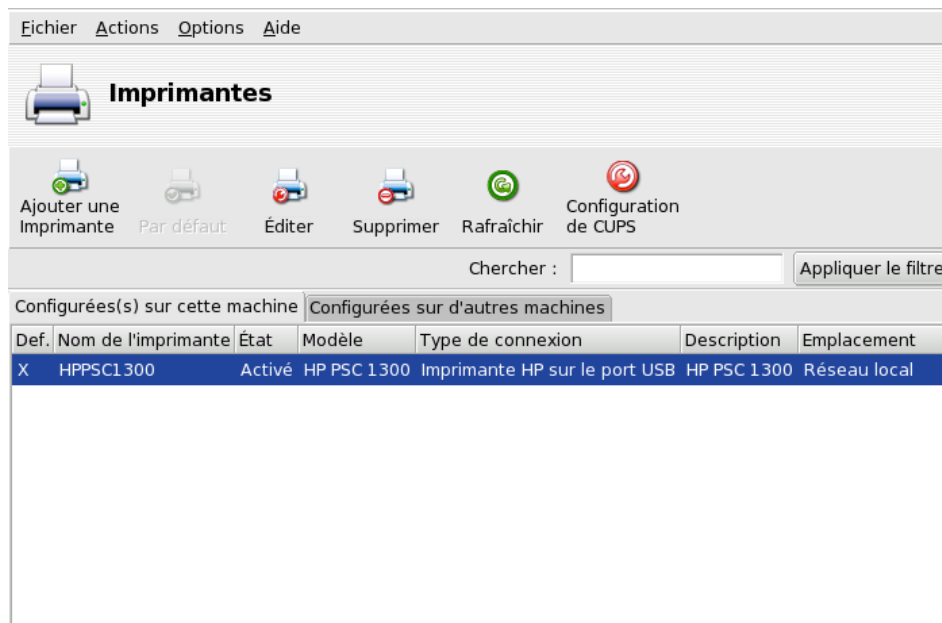 Fichier Actions Options Aide
Imprimantes
Ajouter une Imprimante
Par défaut
Éditer
Supprimer
Rafraîchir
Configuration de CUPS
Chercher :
Appliquer le filtre
Configurées(s) sur cette machine Configurées sur d'autres machines
Def. Nom de l'imprimante État Modèle Type de connexion Description Emplacement
X HPPSC1300 Activé HP PSC 1300 Imprimante HP sur le port USB HP PSC 1300 Réseau local